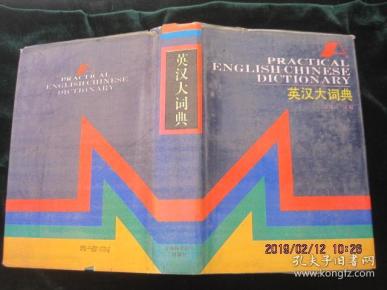 PRACTICAL
ENGLISH CHINESE
DICTIONARY
英汉大词典
PRACTICAL
ENGLISH-CHINESE
DICTIONARY
英汉大词典
2019/02/12 10:26
孔夫子旧书网